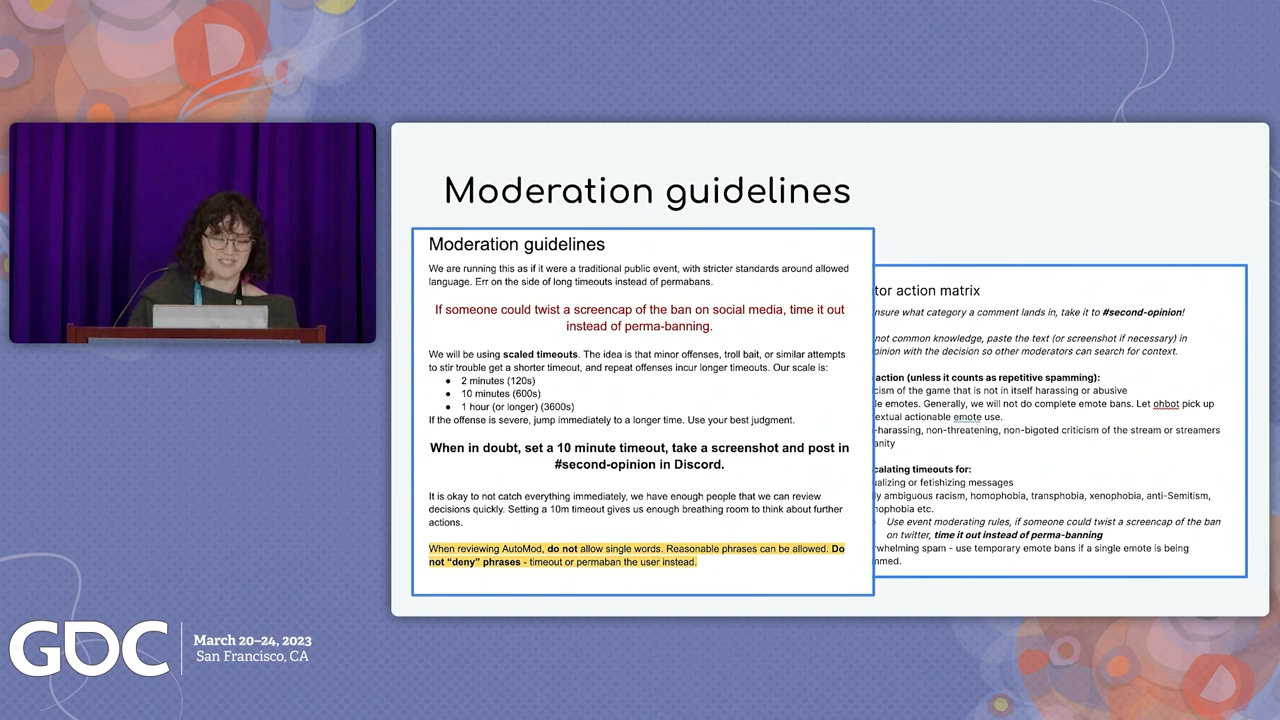 Moderation guidelines
Moderation guidelines
We are running this as if it were a traditional public event, with stricter standards around allowed
language. Err on the side of long timeouts instead of permabans.
If someone could twist a screencap of the ban on social media, time it out
instead of perma-banning.
We will be using scaled timeouts. The idea is that minor offenses, troll bait, or similar attempts
to stir trouble get a shorter timeout, and repeat offenses incur longer timeouts. Our scale is:
● 2 minutes (120s)
● 10 minutes (600s)
● 1 hour (or longer) (3600s)
If the offense is severe, jump immediately to a longer time. Use your best judgment.
When in doubt, set a 10 minute timeout, take a screenshot and post in
#second-opinion in Discord.
It is okay to not catch everything immediately, we have enough people that we can review
decisions quickly. Setting a 10m timeout gives us enough breathing room to think about further
actions.
When reviewing AutoMod, do not allow single words. Reasonable phrases can be allowed. Do
not “deny” phrases - timeout or permaban the user instead.
tor action matrix
nsure what category a comment lands in, take it to #second-opinion!
not common knowledge, paste the text (or screenshot if necessary) in
pinion with the decision so other moderators can search for context.
action (unless it counts as repetitive spamming):
cism of the game that is not in itself harassing or abusive
le emotes. Generally, we will not do complete emote bans. Let ohbot pick up
textual actionable emote use.
-harassing, non-threatening, non-bigoted criticism of the stream or streamers
anity
calating timeouts for:
ualizing or fetishizing messages
ly ambiguous racism, homophobia, transphobia, xenophobia, anti-Semitism,
nophobia etc.
Use event moderating rules, if someone could twist a screencap of the ban
on twitter, time it out instead of perma-banning
rwhelming spam - use temporary emote bans if a single emote is being
mmed.
GDC
March 20–24, 2023
San Francisco, CA